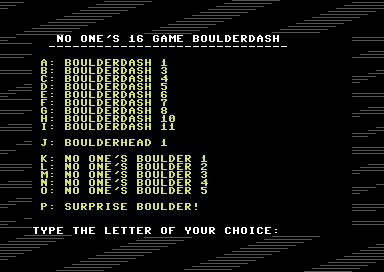 NO ONE'S 16 GAME BOULDERDASH
A: BOULDERDASH 1
B: BOULDERDASH 3
C: BOULDERDASH 4
D: BOULDERDASH 5
E: BOULDERDASH 6
F: BOULDERDASH 7
G: BOULDERDASH 8
H: BOULDERDASH 10
I: BOULDERDASH 11
J: BOULDERHEAD 1
K: NO ONE'S BOULDER 1
L: NO ONE'S BOULDER 2
M: NO ONE'S BOULDER 3
N: NO ONE'S BOULDER 4
O: NO ONE'S BOULDER 5
P: SURPRISE BOULDER!
TYPE THE LETTER OF YOUR CHOICE: